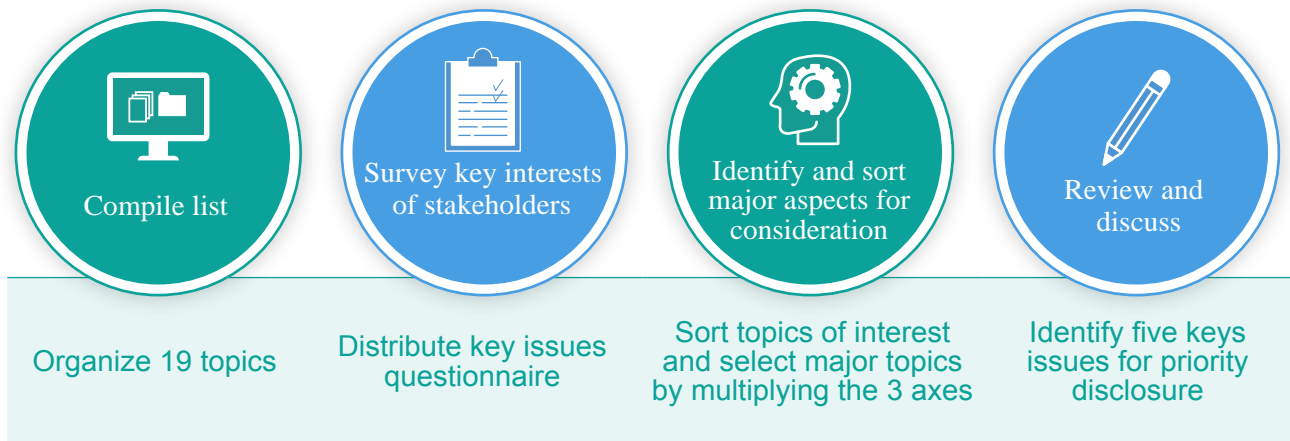 Compile list
Survey key interests
of stakeholders
Identify and sort
major aspects for
consideration
Review and
discuss
Organize 19 topics
Distribute key issues
questionnaire
Sort topics of interest
and select major topics
by multiplying the 3 axes
Identify five keys
issues for priority
disclosure